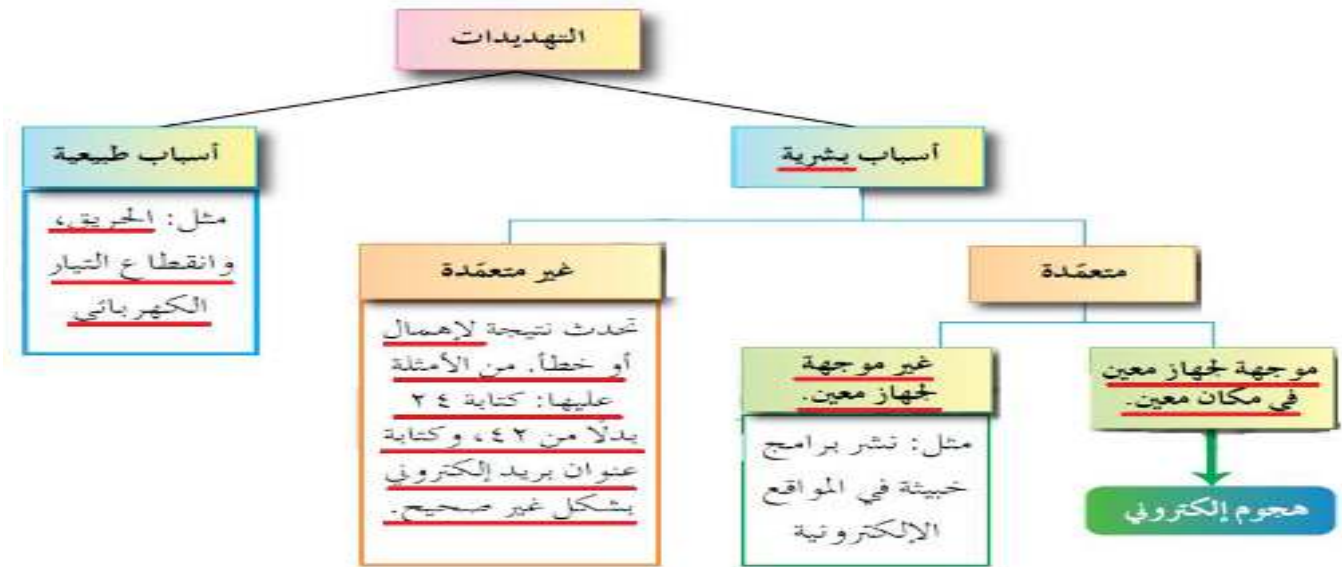 التهديدات
أسباب بشرية
أسباب طبيعية
مثل: الحريق،
وانقطاع التيار
الكهربائي
متعمّدة
غير متعمّدة
تحدث نتيجة لإهمال
أو خطأ. من الأمثلة
عليها: كتابة ٢٤
بدلًا من ٤٢، وكتابة
عنوان بريد إلكتروني
بشكل غير صحيح.
موجهة لجهاز معين
في مكان معين.
هجوم إلكتروني
غير موجهة
لجهاز معين.
مثل: نشر برامج
خبيثة في المواقع
الإلكترونية